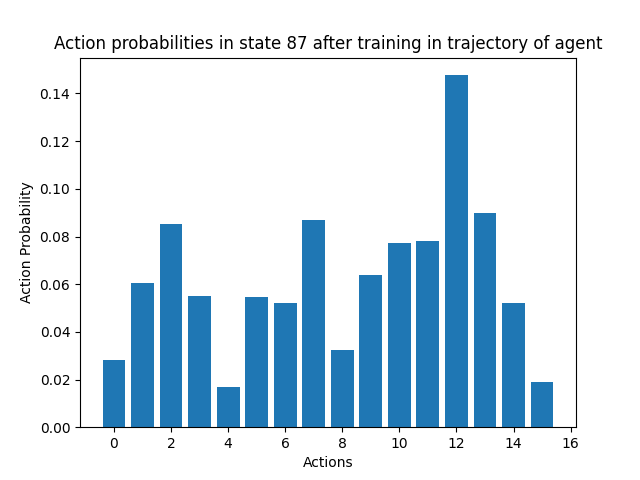 Action probabilities in state 87 after training in trajectory of agent
0.14
0.12
0.10
0.08
0.06
0.04
0.02
0.00
Action Probability
0 2 4 6 8 10 12 14 16
Actions